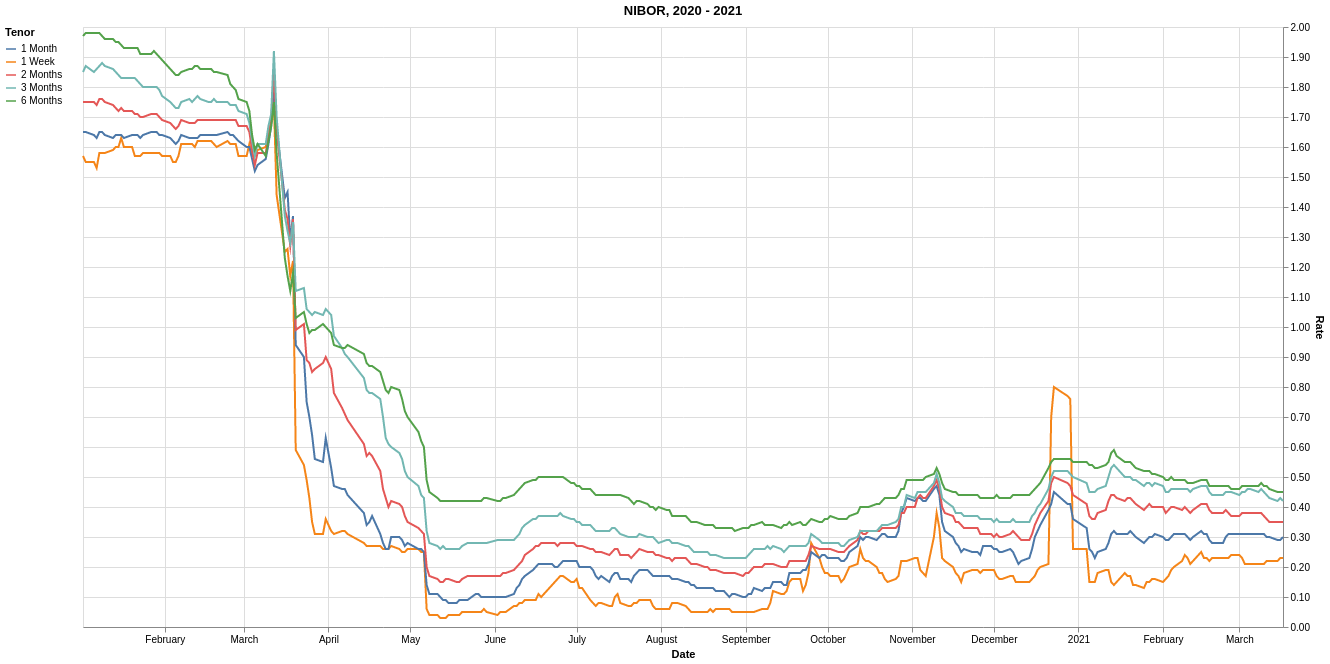 NIBOR, 2020 - 2021
Tenor
1 Month
1 Week
2 Months
3 Months
6 Months
2.00
1.90
1.80
1.70
1.60
1.50
1.40
1.30
1.20
1.10
1.00
0.90
0.80
0.70
0.60
0.50
0.40
0.30
0.20
0.10
0.00
Rate
February March April May June July August September October November December 2021 February March
Date